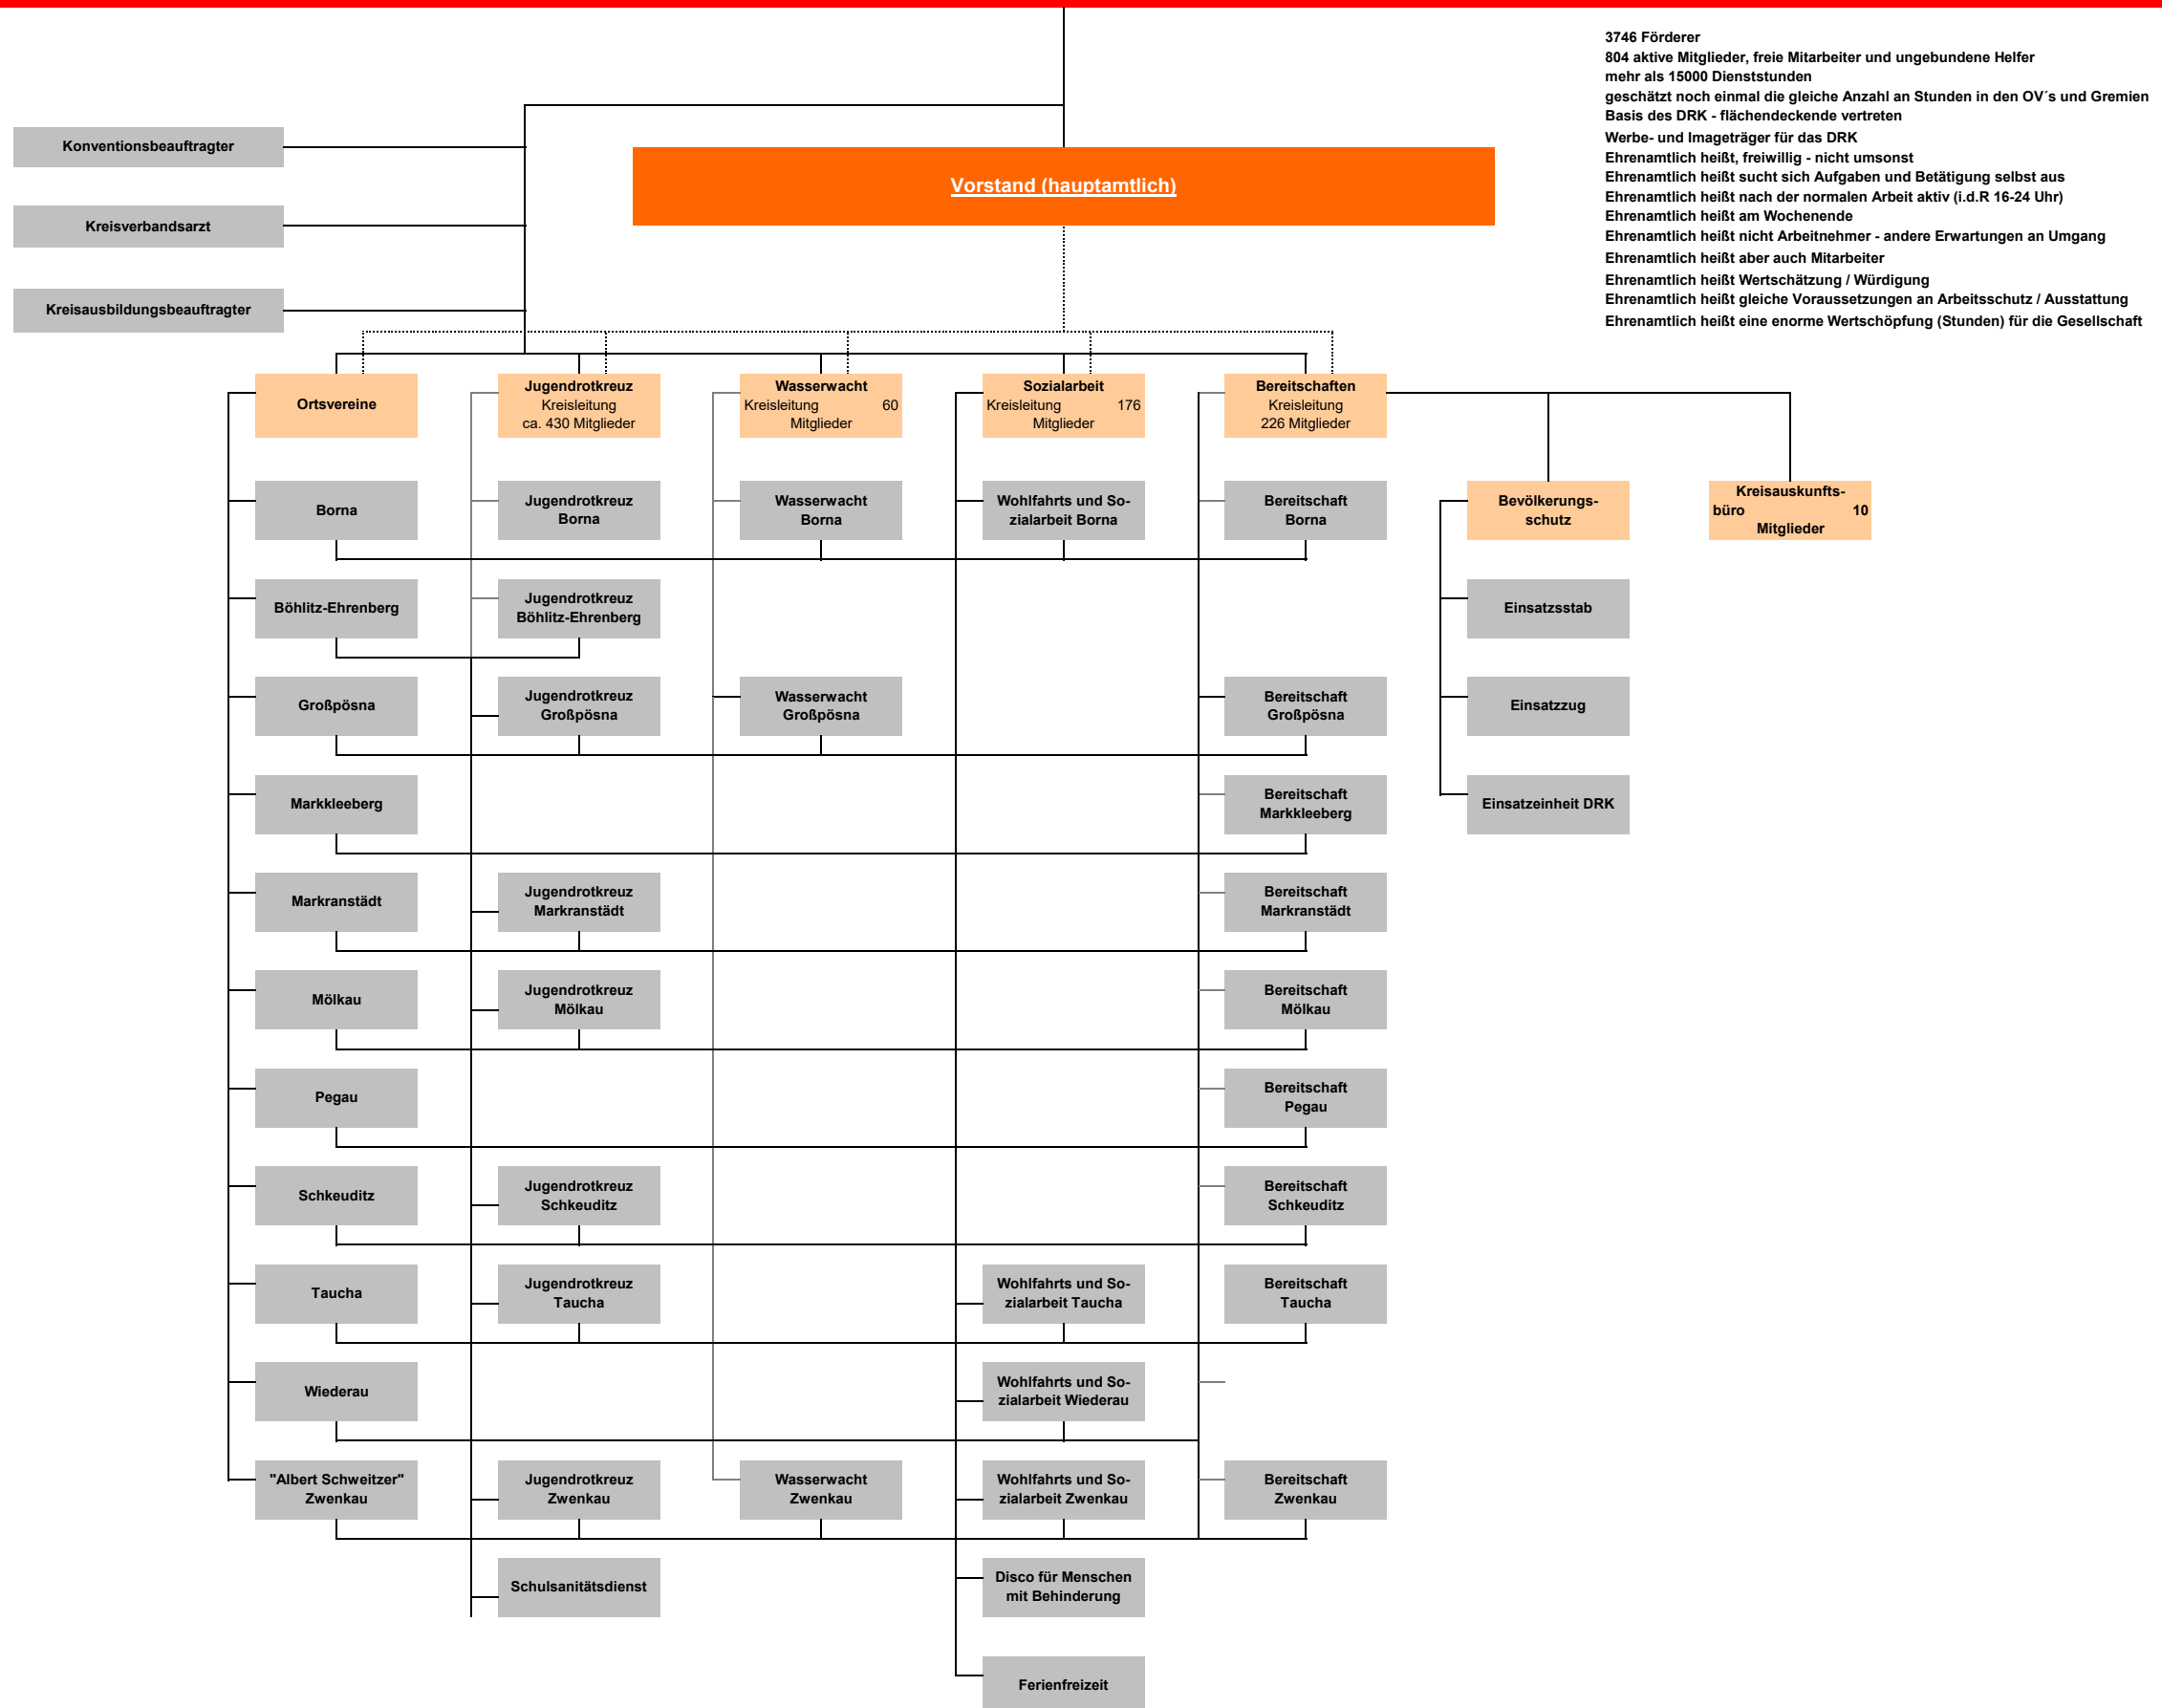 3746 Förderer
804 aktive Mitglieder, freie Mitarbeiter und ungebundene Helfer
mehr als 15000 Dienststunden
geschätzt noch einmal die gleiche Anzahl an Stunden in den OV´s und Gremien
Basis des DRK - flächendeckende vertreten
Werbe- und Imageträger für das DRK
Ehrenamtlich heißt, freiwillig - nicht umsonst
Ehrenamtlich heißt sucht sich Aufgaben und Betätigung selbst aus
Ehrenamtlich heißt nach der normalen Arbeit aktiv (i.d.R 16-24 Uhr)
Ehrenamtlich heißt am Wochenende
Ehrenamtlich heißt nicht Arbeitnehmer - andere Erwartungen an Umgang
Ehrenamtlich heißt aber auch Mitarbeiter
Ehrenamtlich heißt Wertschätzung / Würdigung
Ehrenamtlich heißt gleiche Voraussetzungen an Arbeitsschutz / Ausstattung
Ehrenamtlich heißt eine enorme Wertschöpfung (Stunden) für die Gesellschaft
Konventionsbeauftragter
Kreisverbandsarzt
Kreisausbildungsbeauftragter
Vorstand (hauptamtlich)
Ortsvereine
Jugendrotkreuz
Kreisleitung
ca. 430 Mitglieder
Wasserwacht
Kreisleitung 60
Mitglieder
Sozialarbeit
Kreisleitung 176
Mitglieder
Bereitschaften
Kreisleitung
226 Mitglieder
Borna
Jugendrotkreuz
Borna
Wasserwacht
Borna
Wohlfahrts und So-
zialarbeit Borna
Bereitschaft
Borna
Bevölkerungs-
schutz
Kreisauskunfts-
büro 10
Mitglieder
Böhlitz-Ehrenberg
Jugendrotkreuz
Böhlitz-Ehrenberg
Einsatzsstab
Großpösna
Jugendrotkreuz
Großpösna
Wasserwacht
Großpösna
Bereitschaft
Großpösna
Einsatzzug
Markkleeberg
Bereitschaft
Markkleeberg
Einsatzeinheit DRK
Markranstädt
Jugendrotkreuz
Markranstädt
Bereitschaft
Markranstädt
Mölkau
Jugendrotkreuz
Mölkau
Bereitschaft
Mölkau
Pegau
Bereitschaft
Pegau
Schkeuditz
Jugendrotkreuz
Schkeuditz
Bereitschaft
Schkeuditz
Taucha
Jugendrotkreuz
Taucha
Wohlfahrts und So-
zialarbeit Taucha
Bereitschaft
Taucha
Wiederau
Wohlfahrts und So-
zialarbeit Wiederau
"Albert Schweitzer"
Zwenkau
Jugendrotkreuz
Zwenkau
Wasserwacht
Zwenkau
Wohlfahrts und So-
zialarbeit Zwenkau
Bereitschaft
Zwenkau
Schulsanitätsdienst
Disco für Menschen
mit Behinderung
Ferienfreizeit